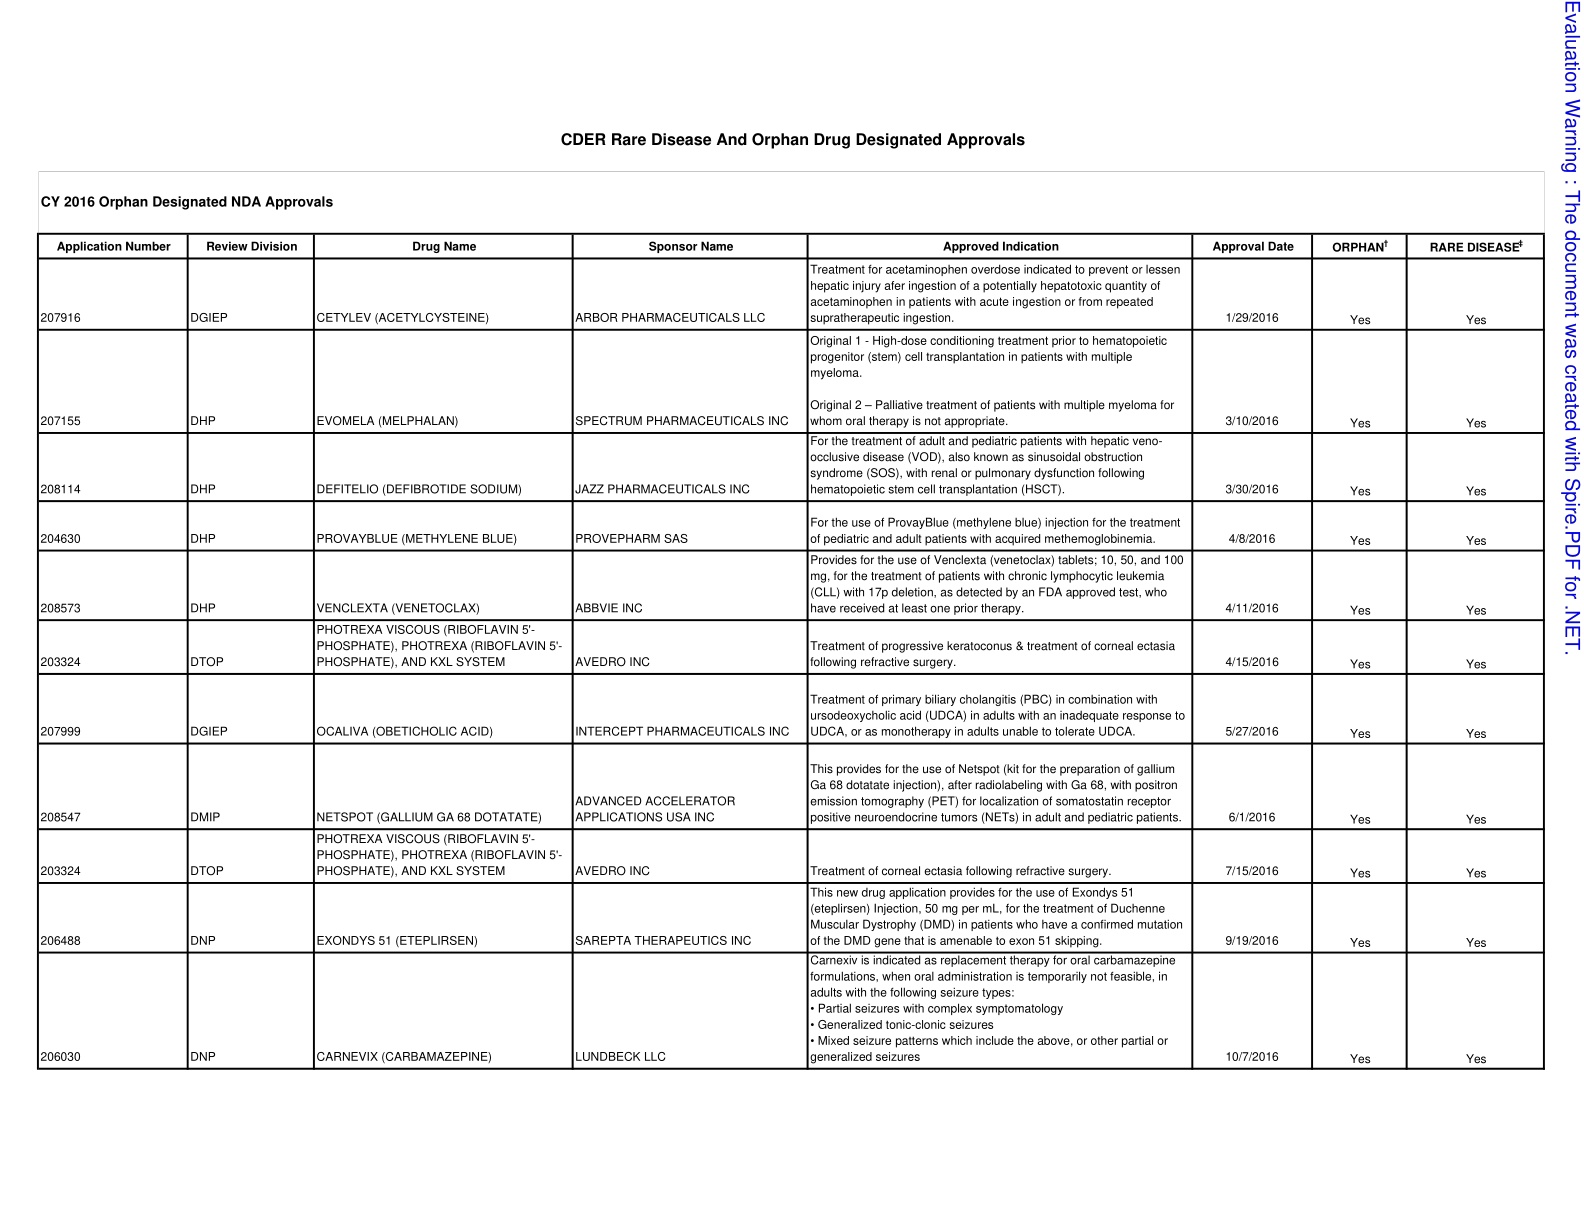 CDER Rare Disease And Orphan Drug Designated Approvals
CY 2016 Orphan Designated NDA Approvals
Application Number Review Division Drug Name Sponsor Name Approved Indication Approval Date ORPHAN† RARE DISEASE‡
Treatment for acetaminophen overdose indicated to prevent or lessen
hepatic injury afer ingestion of a potentially hepatotoxic quantity of
acetaminophen in patients with acute ingestion or from repeated
207916 DGIEP CETYLEV (ACETYLCYSTEINE) ARBOR PHARMACEUTICALS LLC supratherapeutic ingestion. 1/29/2016 Yes Yes
Original 1 - High-dose conditioning treatment prior to hematopoietic
progenitor (stem) cell transplantation in patients with multiple
myeloma.
Original 2 – Palliative treatment of patients with multiple myeloma for
207155 DHP EVOMELA (MELPHALAN) SPECTRUM PHARMACEUTICALS INC whom oral therapy is not appropriate. 3/10/2016 Yes Yes
For the treatment of adult and pediatric patients with hepatic veno-
occlusive disease (VOD), also known as sinusoidal obstruction
syndrome (SOS), with renal or pulmonary dysfunction following
208114 DHP DEFITELIO (DEFIBROTIDE SODIUM) JAZZ PHARMACEUTICALS INC hematopoietic stem cell transplantation (HSCT). 3/30/2016 Yes Yes
For the use of ProvayBlue (methylene blue) injection for the treatment
204630 DHP PROVAYBLUE (METHYLENE BLUE) PROVEPHARM SAS of pediatric and adult patients with acquired methemoglobinemia. 4/8/2016 Yes Yes
Provides for the use of Venclexta (venetoclax) tablets; 10, 50, and 100
mg, for the treatment of patients with chronic lymphocytic leukemia
(CLL) with 17p deletion, as detected by an FDA approved test, who
208573 DHP VENCLEXTA (VENETOCLAX) ABBVIE INC have received at least one prior therapy. 4/11/2016 Yes Yes
PHOTREXA VISCOUS (RIBOFLAVIN 5'-
PHOSPHATE), PHOTREXA (RIBOFLAVIN 5'- Treatment of progressive keratoconus & treatment of corneal ectasia
203324 DTOP PHOSPHATE), AND KXL SYSTEM AVEDRO INC following refractive surgery. 4/15/2016 Yes Yes
Treatment of primary biliary cholangitis (PBC) in combination with
ursodeoxycholic acid (UDCA) in adults with an inadequate response to
207999 DGIEP OCALIVA (OBETICHOLIC ACID) INTERCEPT PHARMACEUTICALS INC UDCA, or as monotherapy in adults unable to tolerate UDCA. 5/27/2016 Yes Yes
This provides for the use of Netspot (kit for the preparation of gallium
Ga 68 dotatate injection), after radiolabeling with Ga 68, with positron
ADVANCED ACCELERATOR emission tomography (PET) for localization of somatostatin receptor
208547 DMIP NETSPOT (GALLIUM GA 68 DOTATATE) APPLICATIONS USA INC positive neuroendocrine tumors (NETs) in adult and pediatric patients. 6/1/2016 Yes Yes
PHOTREXA VISCOUS (RIBOFLAVIN 5'-
PHOSPHATE), PHOTREXA (RIBOFLAVIN 5'-
203324 DTOP PHOSPHATE), AND KXL SYSTEM AVEDRO INC Treatment of corneal ectasia following refractive surgery. 7/15/2016 Yes Yes
This new drug application provides for the use of Exondys 51
(eteplirsen) Injection, 50 mg per mL, for the treatment of Duchenne
Muscular Dystrophy (DMD) in patients who have a confirmed mutation
206488 DNP EXONDYS 51 (ETEPLIRSEN) SAREPTA THERAPEUTICS INC of the DMD gene that is amenable to exon 51 skipping. 9/19/2016 Yes Yes
Carnexiv is indicated as replacement therapy for oral carbamazepine
formulations, when oral administration is temporarily not feasible, in
adults with the following seizure types:
• Partial seizures with complex symptomatology
• Generalized tonic-clonic seizures
• Mixed seizure patterns which include the above, or other partial or
206030 DNP CARNEVIX (CARBAMAZEPINE) LUNDBECK LLC generalized seizures 10/7/2016 Yes Yes
Evaluation Warning : The document was created with Spire.PDF for .NET.